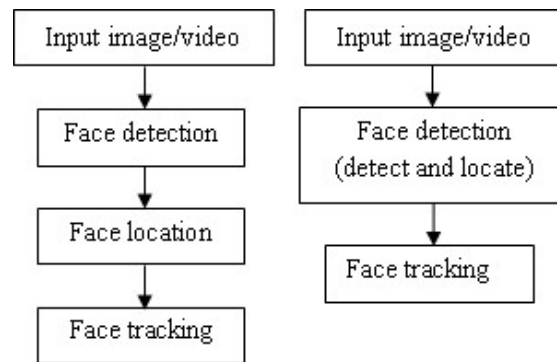 Input image/video
Face detection
Face location
Face tracking
Input image/video
Face detection
(detect and locate)
Face tracking